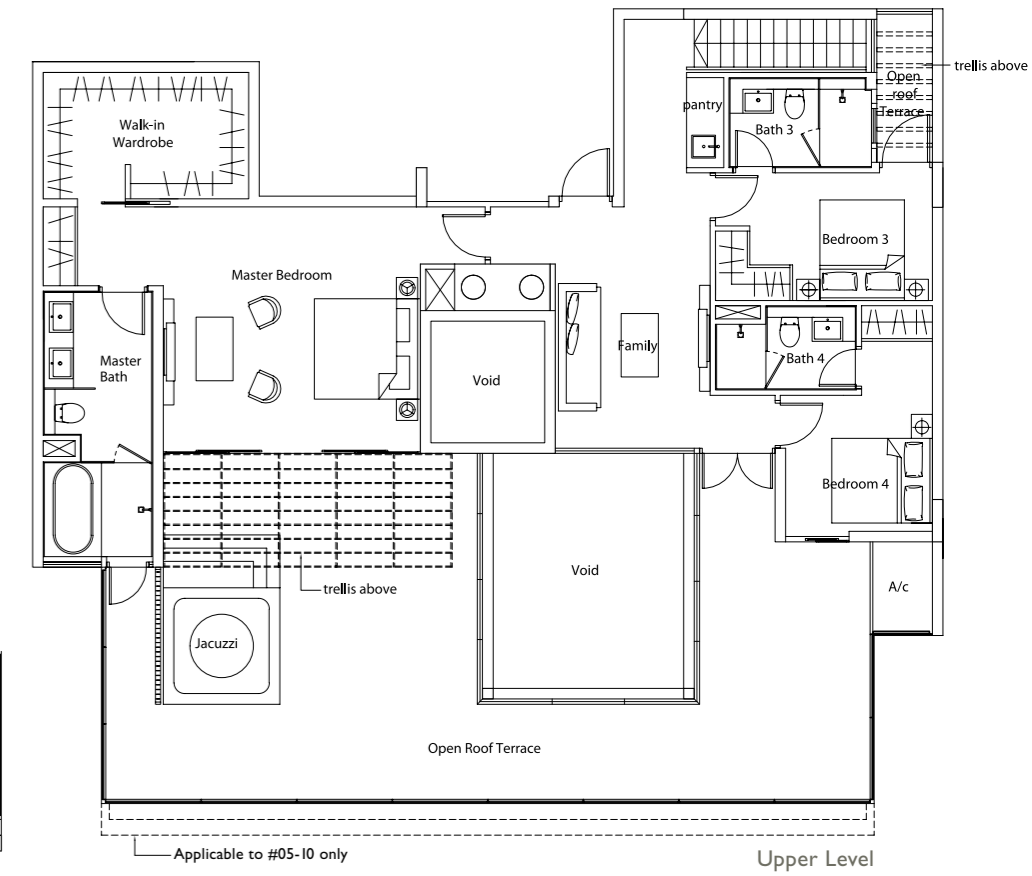 trellis above
Open
roof
Terrace
pantry
Bath 3
Walk-in
Wardrobe
Bedroom 3
Master Bedroom
Family
Bath 4
Master
Bath
Void
Bedroom 4
Void
trellis above
A/c
Jacuzzi
Open Roof Terrace
Applicable to #05-10 only
Upper Level